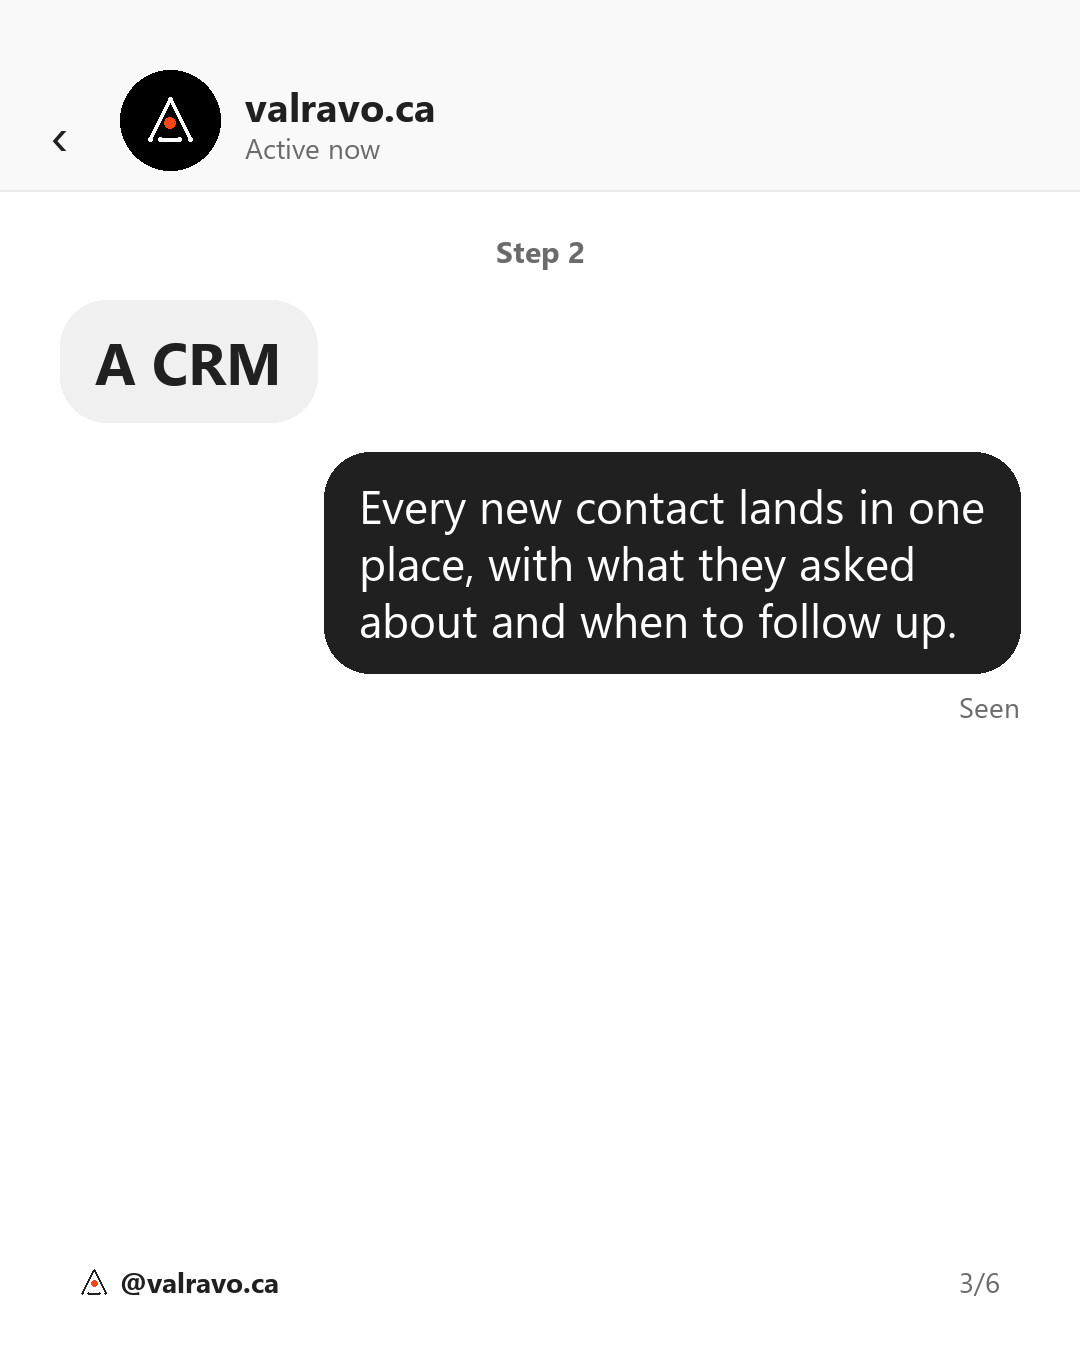 valravo.ca
Active now
Step 2
A CRM
Every new contact lands in one
place, with what they asked
about and when to follow up.
Seen
@valravo.ca
3/6